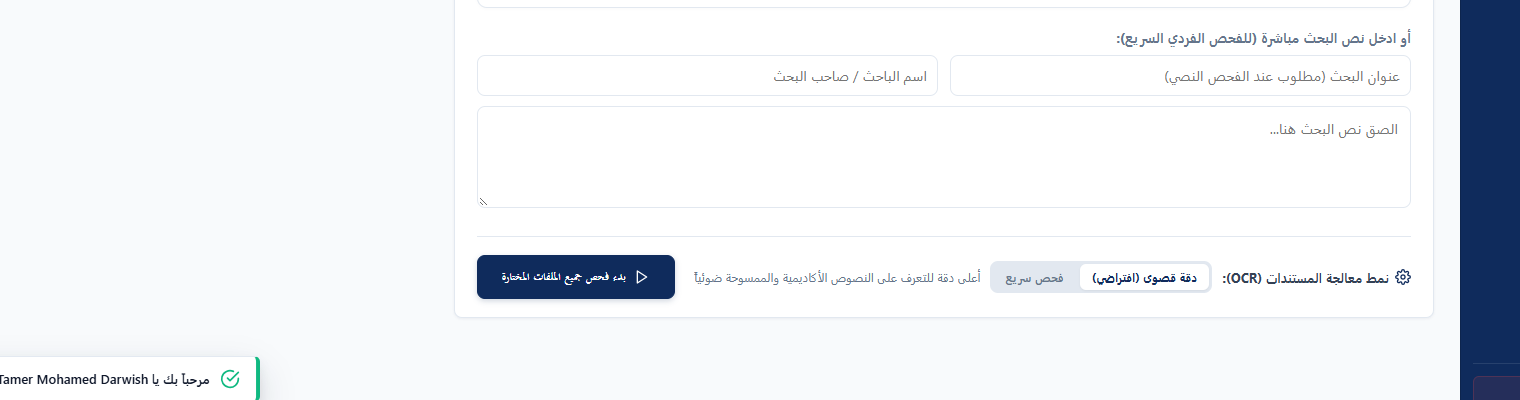 أو ادخل نص البحث مباشرة (للفحص الفردي السريع):
عنوان البحث (مطلوب عند الفحص النصي)
اسم الباحث / صاحب البحث
الصق نص البحث هنا...
نمط معالجة المستندات (OCR):
دقة قصوى (افتراضي)
فحص سريع
أعلى دقة للتعرف على النصوص الأكاديمية والممسوحة ضوئياً
بدء فحص جميع الملفات المختارة
مرحباً بك يا Tamer Mohamed Darwish